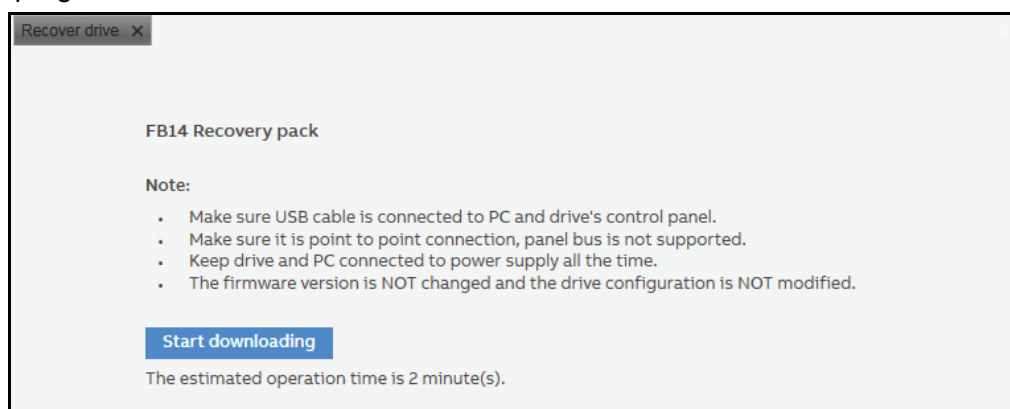 Recover drive ×
FB14 Recovery pack
Note:
• Make sure USB cable is connected to PC and drive's control panel.
• Make sure it is point to point connection, panel bus is not supported.
• Keep drive and PC connected to power supply all the time.
• The firmware version is NOT changed and the drive configuration is NOT modified.
Start downloading
The estimated operation time is 2 minute(s).